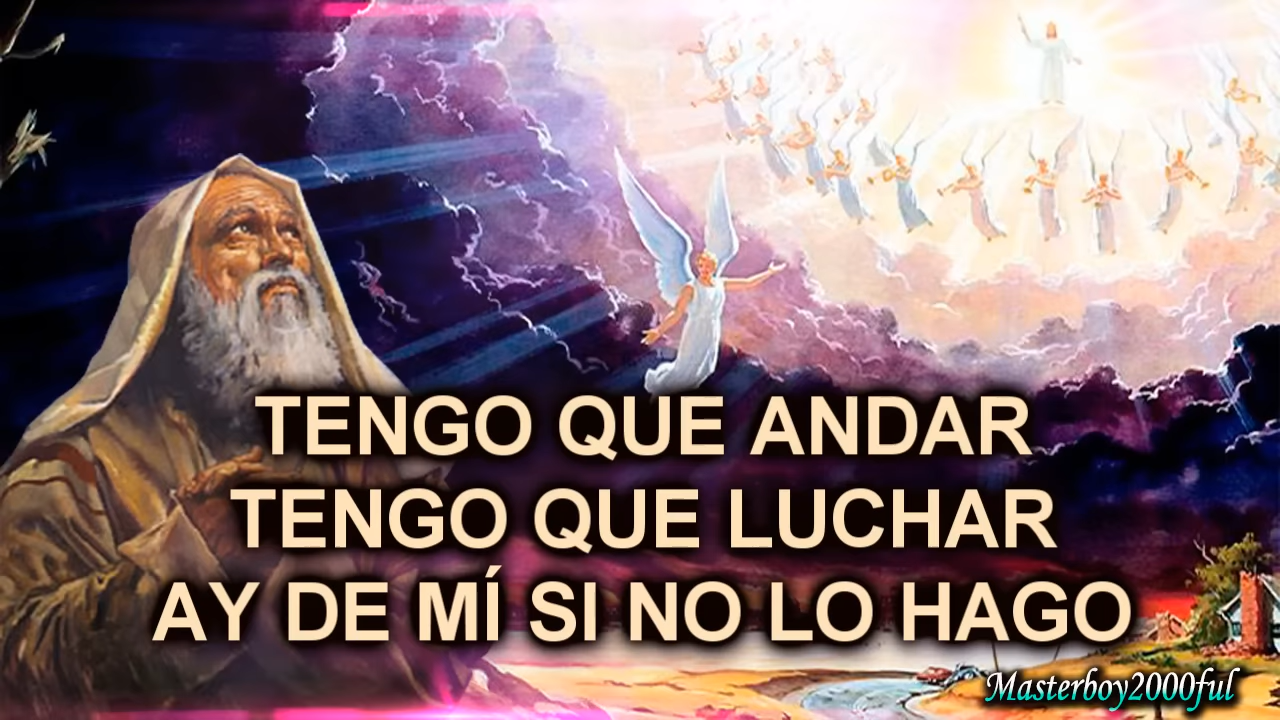 TENGO QUE ANDAR
TENGO QUE LUCHAR
AY DE MÍ SI NO LO HAGO
Masterboy2000ful